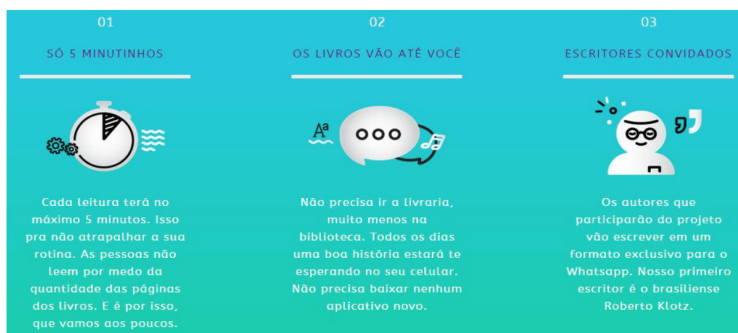 01
SÓ 5 MINUTINHOS
Cada leitura terá no
máximo 5 minutos. Isso
pra não atrapalhar a sua
rotina. As pessoas não
leem por medo da
quantidade das páginas
dos livros. E é por isso,
que vamos aos poucos.
02
OS LIVROS VÃO ATÉ VOCÊ
Aª
Não precisa ir a livraria,
muito menos na
biblioteca. Todos os dias
uma boa história estará te
esperando no seu celular.
Não precisa baixar nenhum
aplicativo novo.
03
ESCRITORES CONVIDADOS
Os autores que
participarão do projeto
vão escrever em um
formato exclusivo para o
Whatsapp. Nosso primeiro
escritor é o brasiliense
Roberto Klotz.